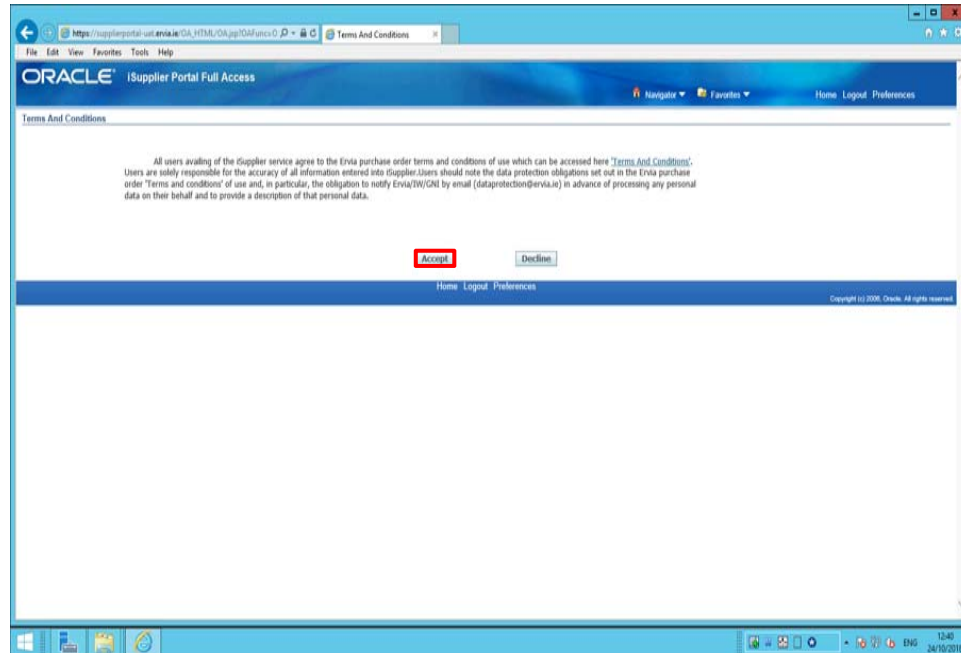 https://supplierportal-uat.ervia.ie/OA_HTML/OA.jsp?OAFunc=O
Terms And Conditions
File Edit View Favorites Tools Help
ORACLE iSupplier Portal Full Access
Navigator Favorites Home Logout Preferences
Terms And Conditions
All users availing of the iSupplier service agree to the Ervia purchase order terms and conditions of use which can be accessed here 'Terms And Conditions'.
Users are solely responsible for the accuracy of all information entered into iSupplier.Users should note the data protection obligations set out in the Ervia purchase
order 'Terms and conditions' of use and, in particular, the obligation to notify Ervia/IW/GNI by email (dataprotection@ervia.ie) in advance of processing any personal
data on their behalf and to provide a description of that personal data.
Accept Decline
Home Logout Preferences
Copyright (c) 2006, Oracle. All rights reserved.
ENG 12:40
24/10/2018